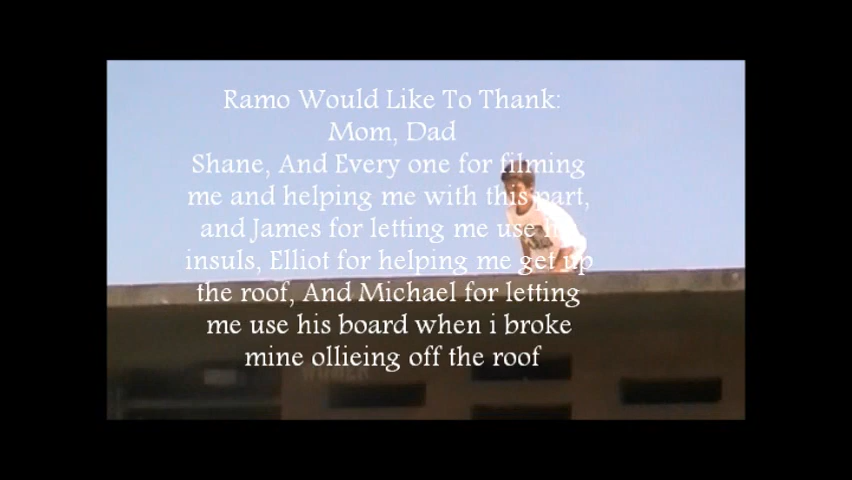 Ramo Would Like To Thank:
Mom, Dad
Shane, And Every one for filming
me and helping me with this part,
and James for letting me use his
insuls, Elliot for helping me get up
the roof, And Michael for letting
me use his board when i broke
mine ollieing off the roof
WOMEN